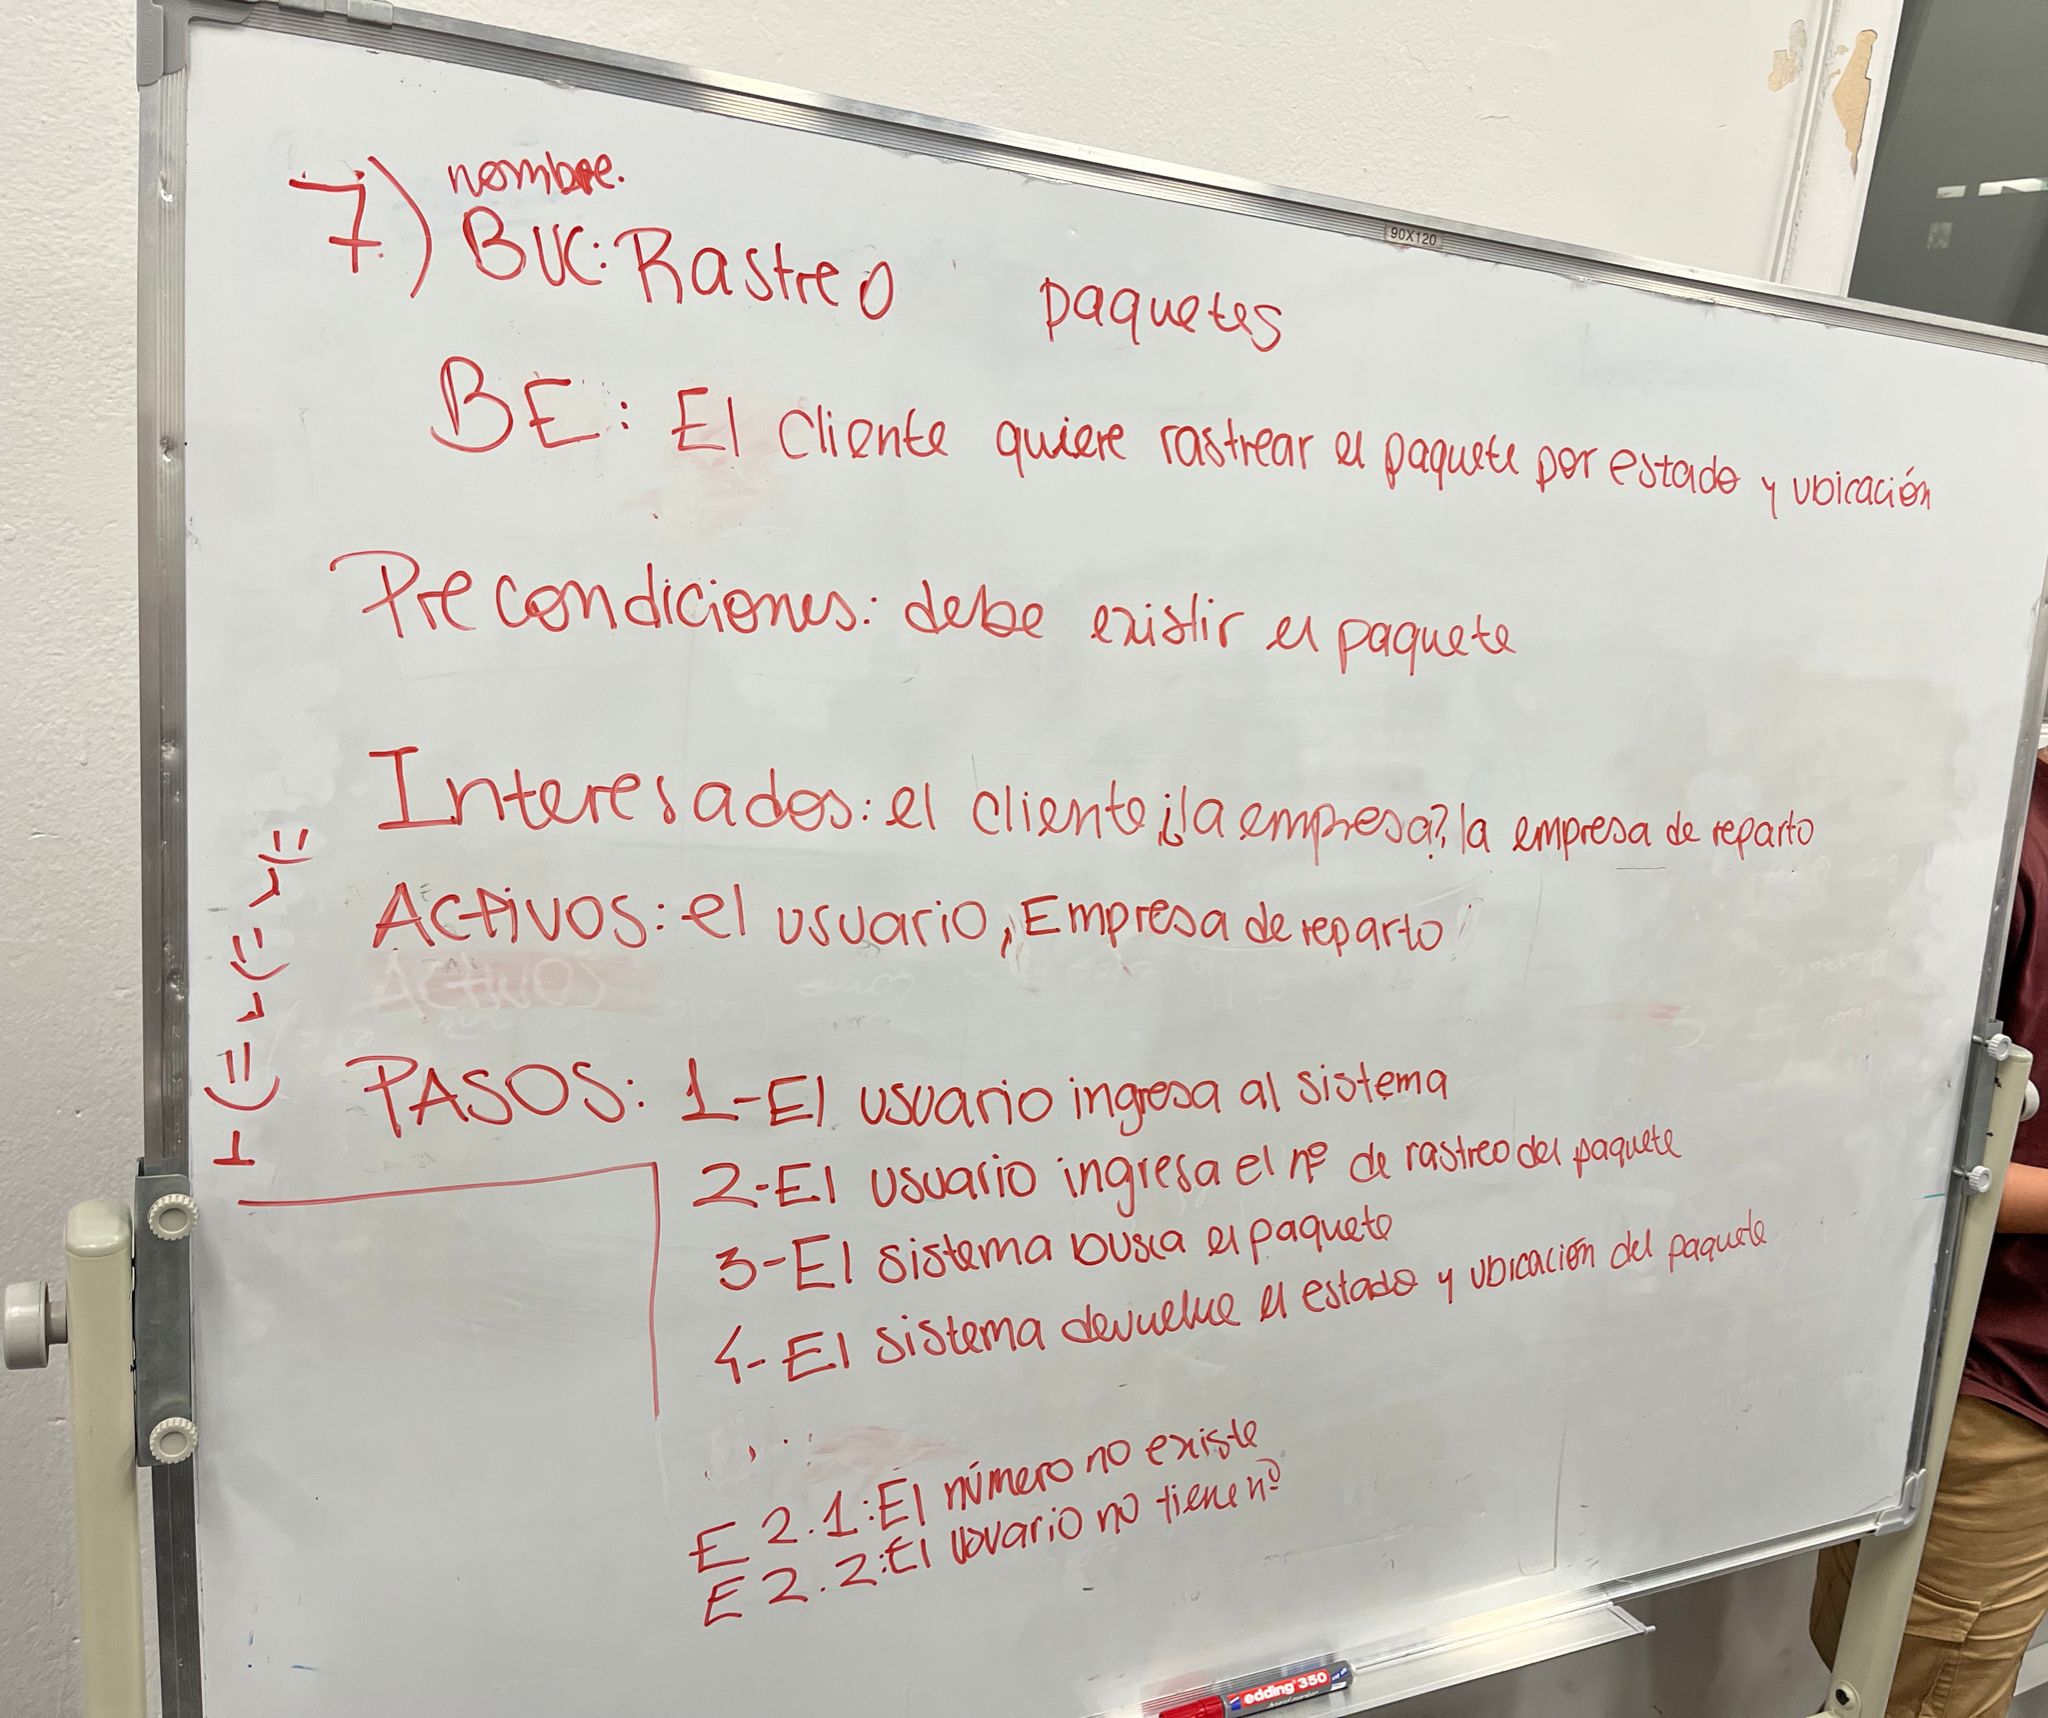 90X120
7) nombre.
BUC: Rastreo paquetes
BE: El cliente quiere rastrear el paquete por estado y ubicación
Precondiciones: debe existir el paquete
Interesados: el cliente ¿la empresa?, la empresa de reparto
Activos: el usuario, Empresa de reparto
ACTIVOS
PASOS: 1-El usuario ingresa al sistema
2-El usuario ingresa el nº de rastreo del paquete
3-El sistema busca el paquete
4-El sistema devuelve el estado y ubicación del paquete
E 2.1: El número no existe
E 2.2: El usuario no tiene nº
edding 350